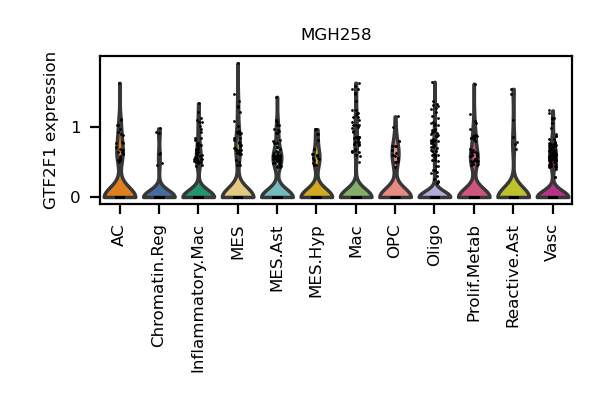 MGH258
GTF2F1 expression
1
0
AC
Chromatin.Reg
Inflammatory.Mac
MES
MES.Ast
MES.Hyp
Mac
OPC
Oligo
Prolif.Metab
Reactive.Ast
Vasc